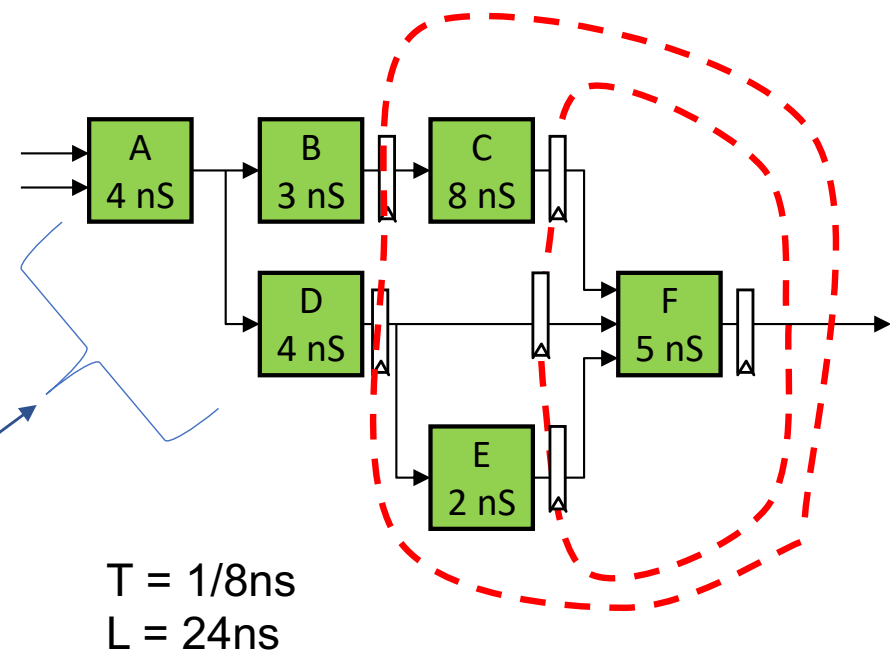 A
4 nS
B
3 nS
C
8 nS
D
4 nS
F
5 nS
E
2 nS
T = 1/8ns
L = 24ns